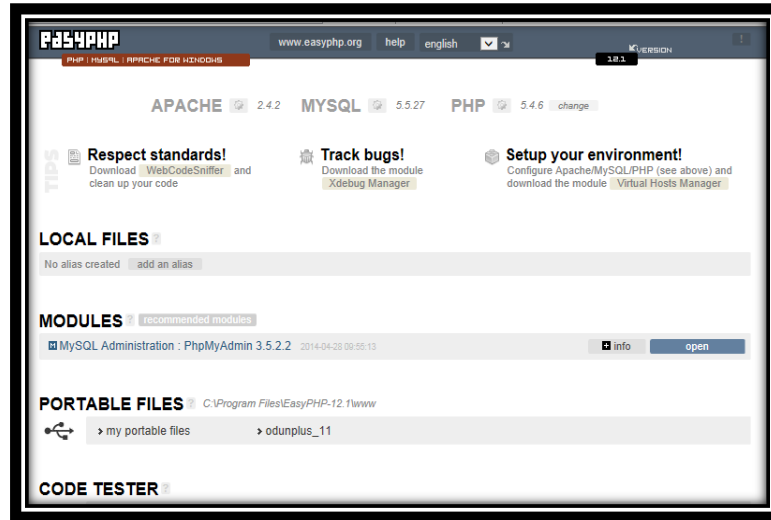 EASYPHP
www.easyphp.org help english
VERSION
PHP | MYSQL | APACHE FOR WINDOWS
12.1
APACHE 2.4.2 MYSQL 5.5.27 PHP 5.4.6 change
TIPS
Respect standards!
Download WebCodeSniffer and
clean up your code
Track bugs!
Download the module
Xdebug Manager
Setup your environment!
Configure Apache/MySQL/PHP (see above) and
download the module Virtual Hosts Manager
LOCAL FILES ?
No alias created add an alias
MODULES ? recommended modules
M MySQL Administration : PhpMyAdmin 3.5.2.2 2014-04-28 09:55:13 + info open
PORTABLE FILES ? C:\Program Files\EasyPHP-12.1\www
> my portable files > odunplus_11
CODE TESTER ?